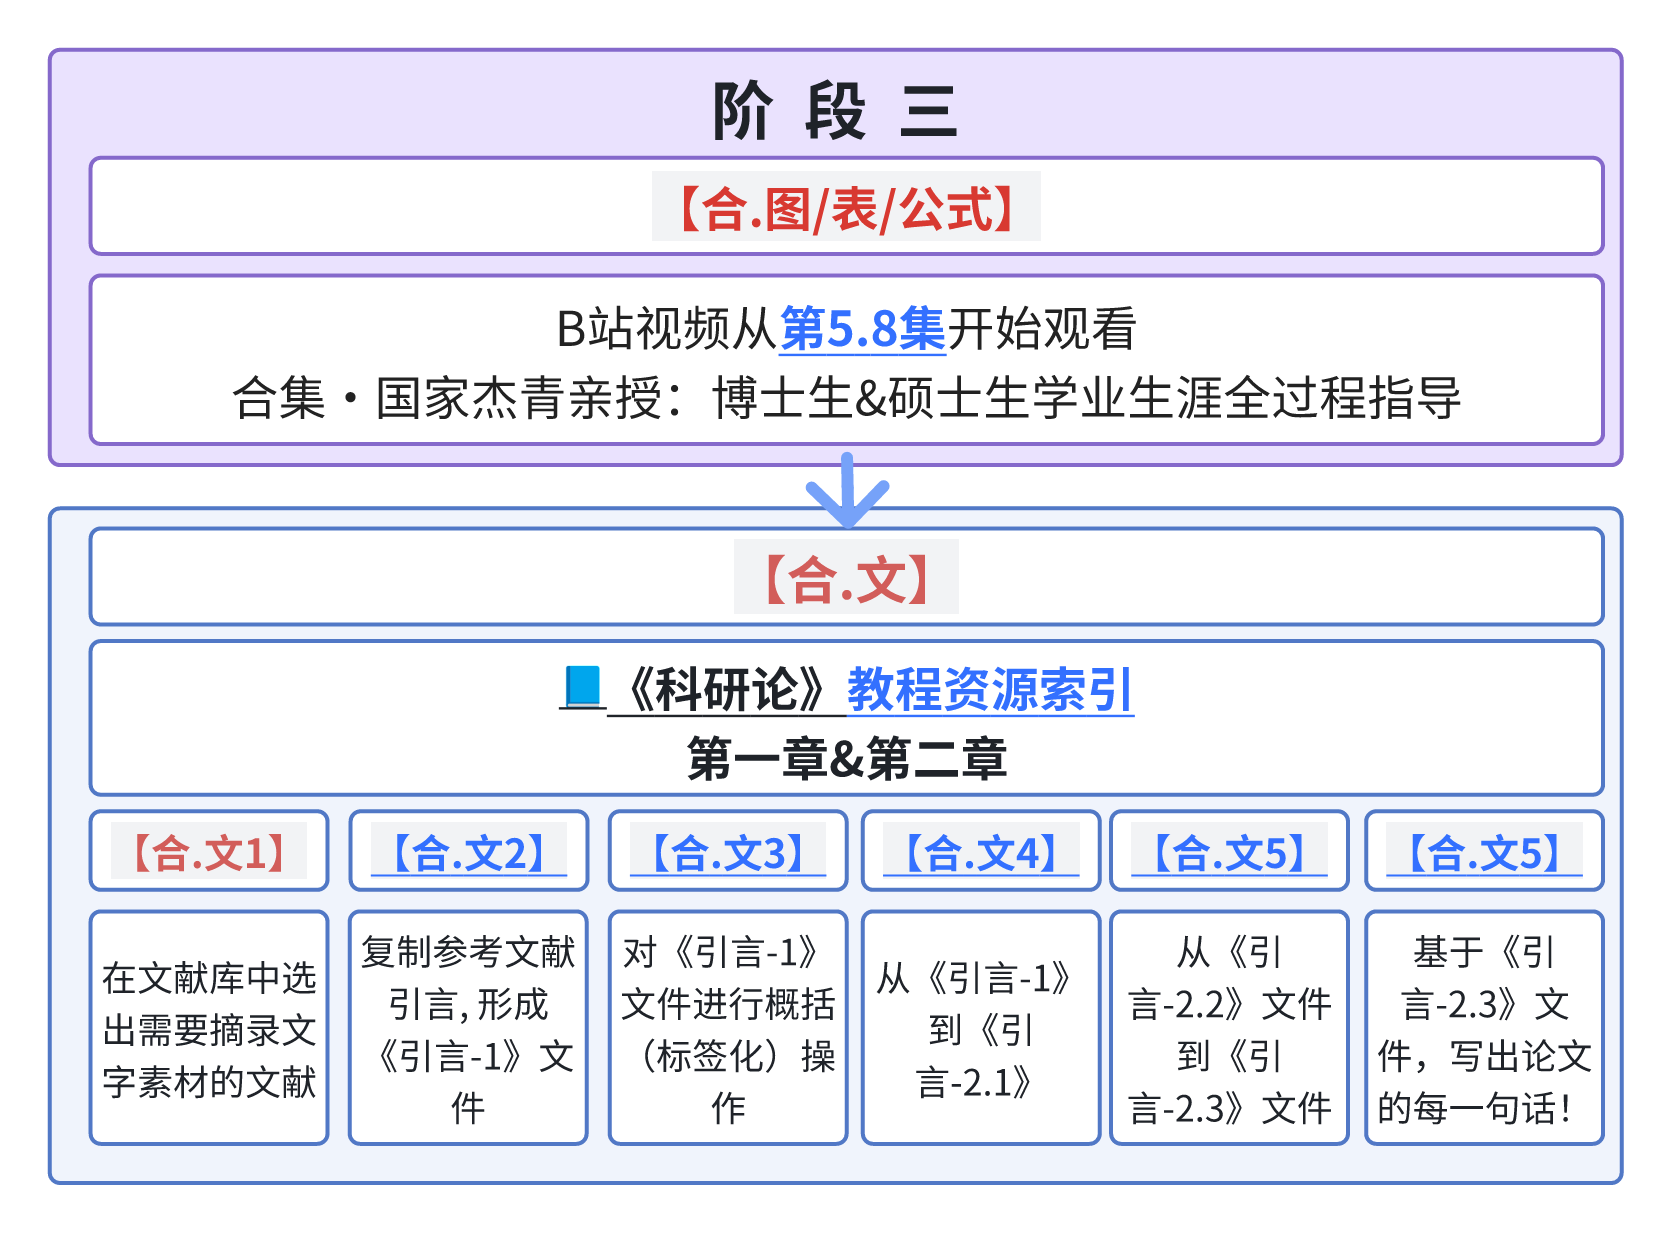 阶 段 三
【合.图/表/公式】
B站视频从第5.8集开始观看
合集·国家杰青亲授：博士生&硕士生学业生涯全过程指导
【合.文】
《科研论》教程资源索引
第一章&第二章
【合.文1】
【合.文2】
【合.文3】
【合.文4】
【合.文5】
【合.文5】
在文献库中选
出需要摘录文
字素材的文献
复制参考文献
引言, 形成
《引言-1》文
件
对《引言-1》
文件进行概括
（标签化）操
作
从《引言-1》
到《引
言-2.1》
从《引
言-2.2》文件
到《引
言-2.3》文件
基于《引
言-2.3》文
件，写出论文
的每一句话！